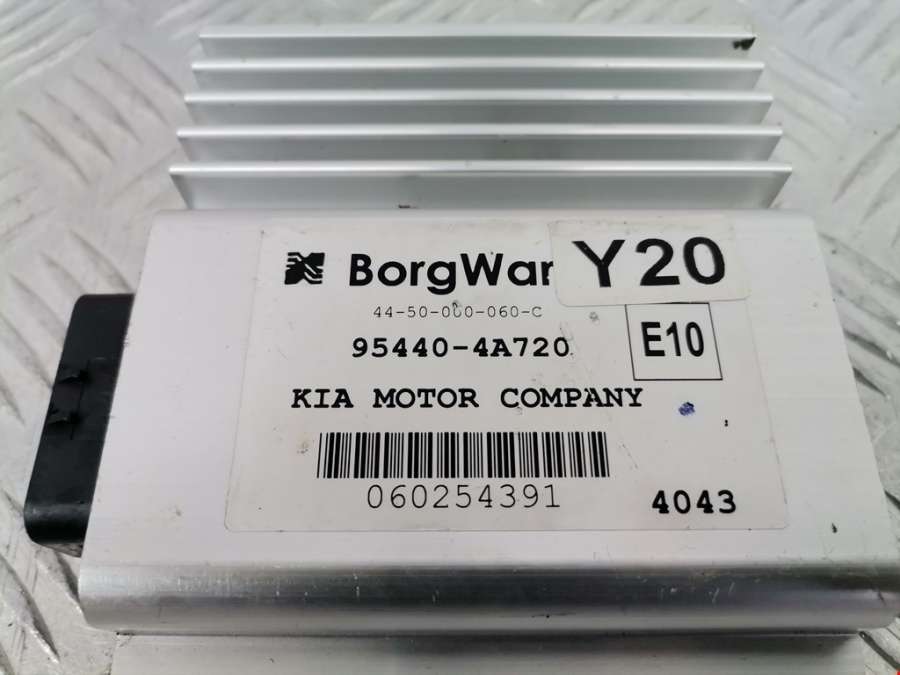 BorgWar
Y20
44-50-000-060-C
95440-4A720
E10
KIA MOTOR COMPANY
060254391
4043